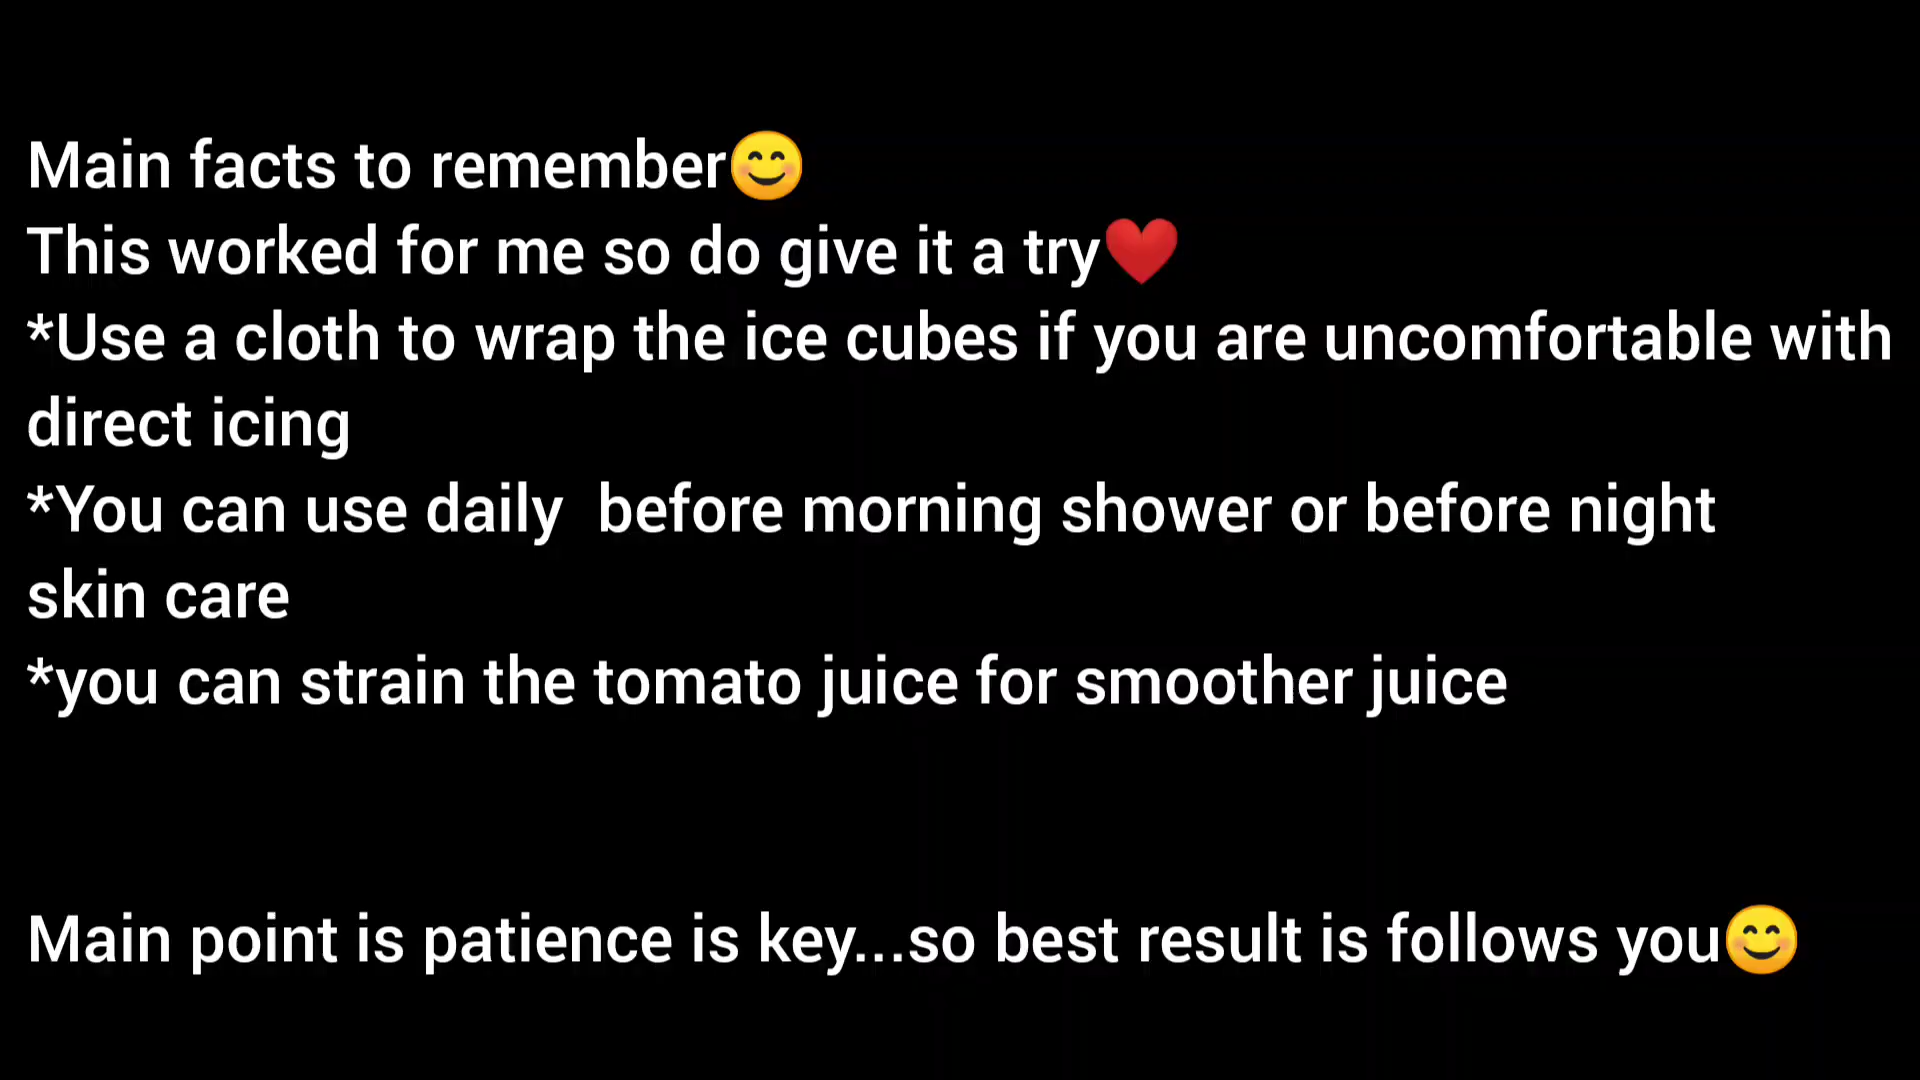 Main facts to remember😊
This worked for me so do give it a try❤️
*Use a cloth to wrap the ice cubes if you are uncomfortable with
direct icing
*You can use daily  before morning shower or before night
skin care
*you can strain the tomato juice for smoother juice
Main point is patience is key...so best result is follows you😊